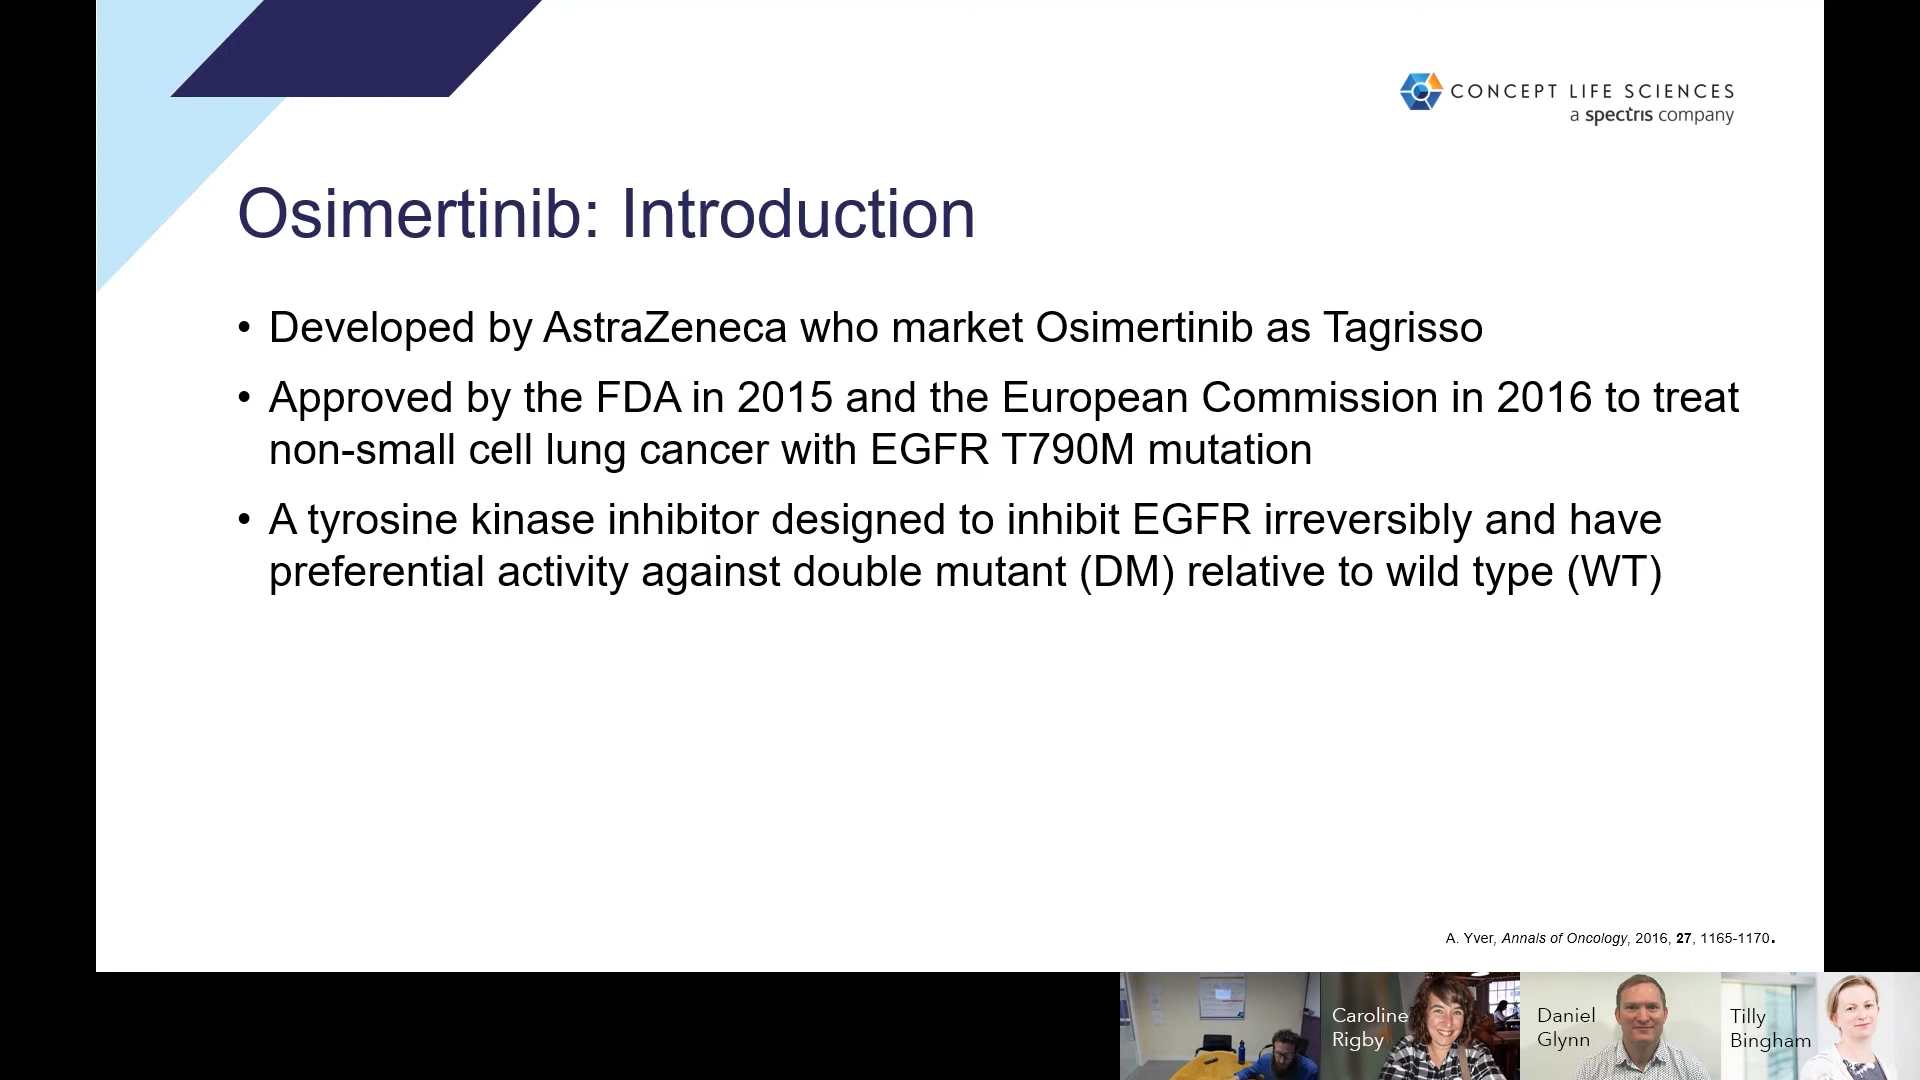 CONCEPT LIFE SCIENCES
a spectris company
Osimertinib: Introduction
• Developed by AstraZeneca who market Osimertinib as Tagrisso
• Approved by the FDA in 2015 and the European Commission in 2016 to treat
non-small cell lung cancer with EGFR T790M mutation
• A tyrosine kinase inhibitor designed to inhibit EGFR irreversibly and have
preferential activity against double mutant (DM) relative to wild type (WT)
A. Yver, Annals of Oncology, 2016, 27, 1165-1170.
Caroline
Rigby
Daniel
Glynn
Tilly
Bingham